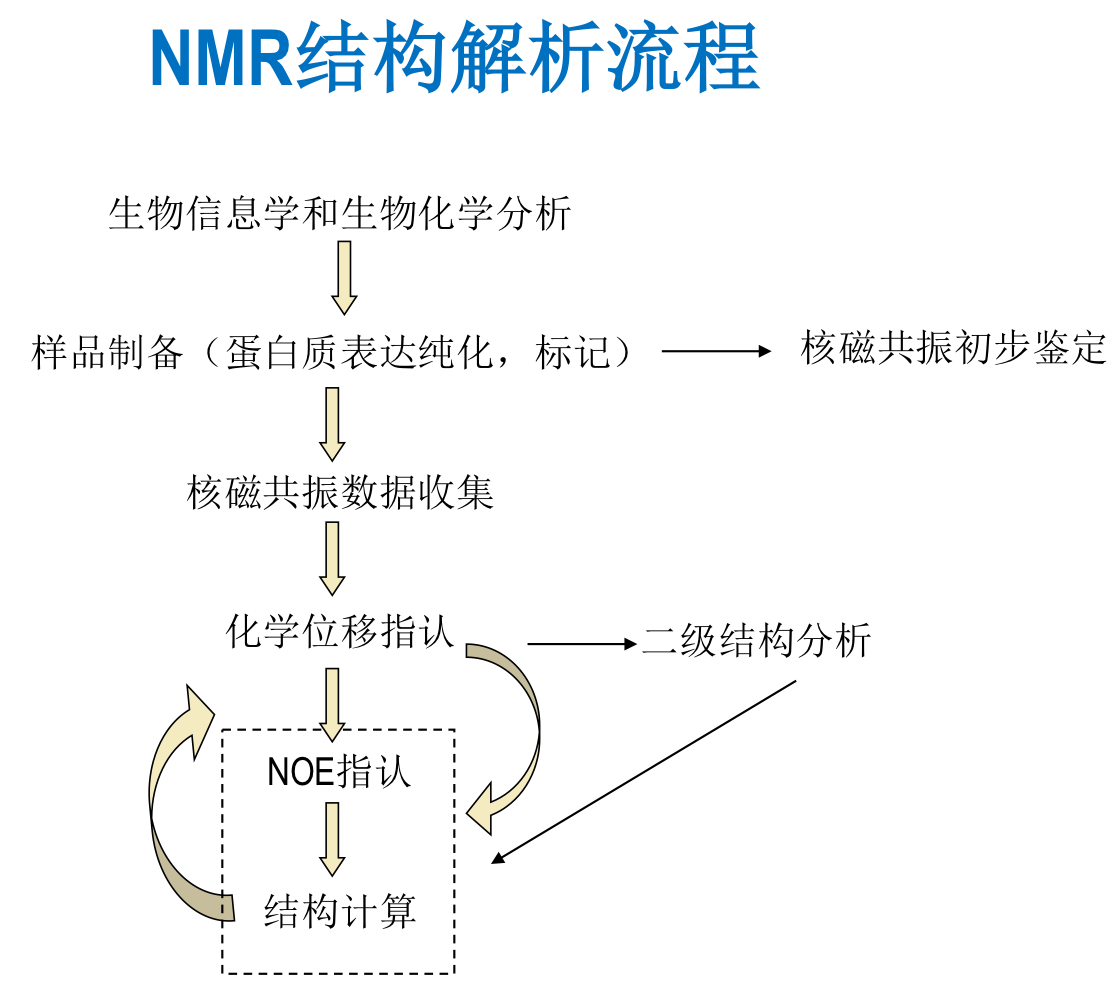 NMR结构解析流程
生物信息学和生物化学分析
样品制备（蛋白质表达纯化，标记）
核磁共振初步鉴定
核磁共振数据收集
化学位移指认
二级结构分析
NOE指认
结构计算